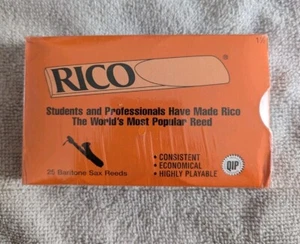 RICO®
Students and Professionals Have Made Rico
The World's Most Popular Reed
25 Baritone Sax Reeds
• CONSISTENT
• ECONOMICAL
• HIGHLY PLAYABLE
QIP